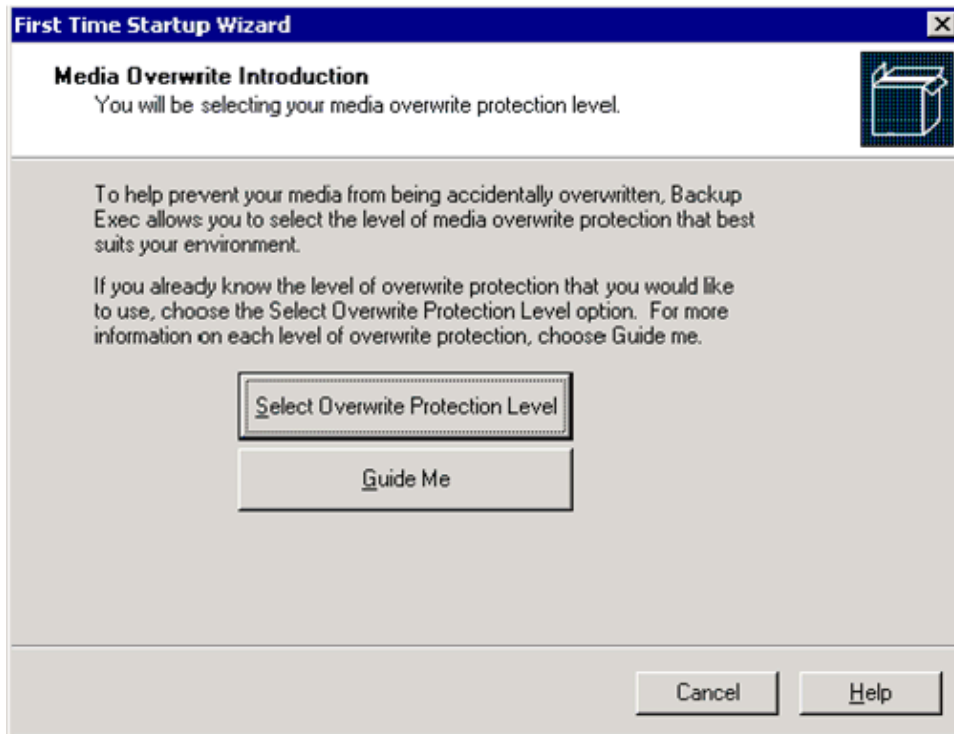 First Time Startup Wizard
Media Overwrite Introduction
You will be selecting your media overwrite protection level.
To help prevent your media from being accidentally overwritten, Backup
Exec allows you to select the level of media overwrite protection that best
suits your environment.
If you already know the level of overwrite protection that you would like
to use, choose the Select Overwrite Protection Level option. For more
information on each level of overwrite protection, choose Guide me.
Select Overwrite Protection Level
Guide Me
Cancel
Help